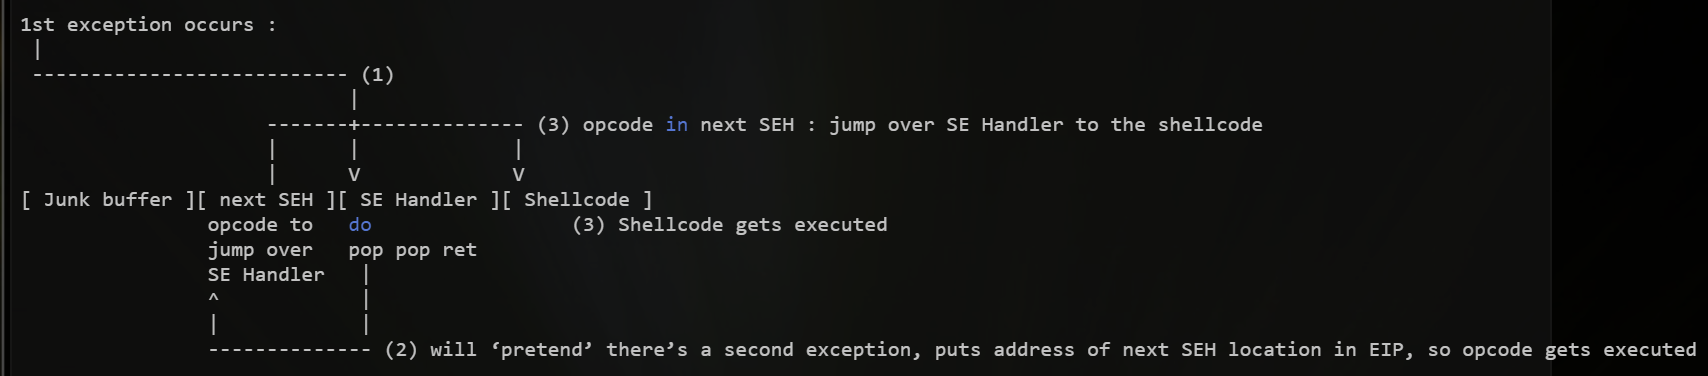 1st exception occurs :
|
--------------------------- (1)
|
-------+-------------- (3) opcode in next SEH : jump over SE Handler to the shellcode
| | |
| V V
[ Junk buffer ][ next SEH ][ SE Handler ][ Shellcode ]
opcode to do (3) Shellcode gets executed
jump over pop pop ret
SE Handler |
^ |
| |
-------------- (2) will ‘pretend’ there’s a second exception, puts address of next SEH location in EIP, so opcode gets executed